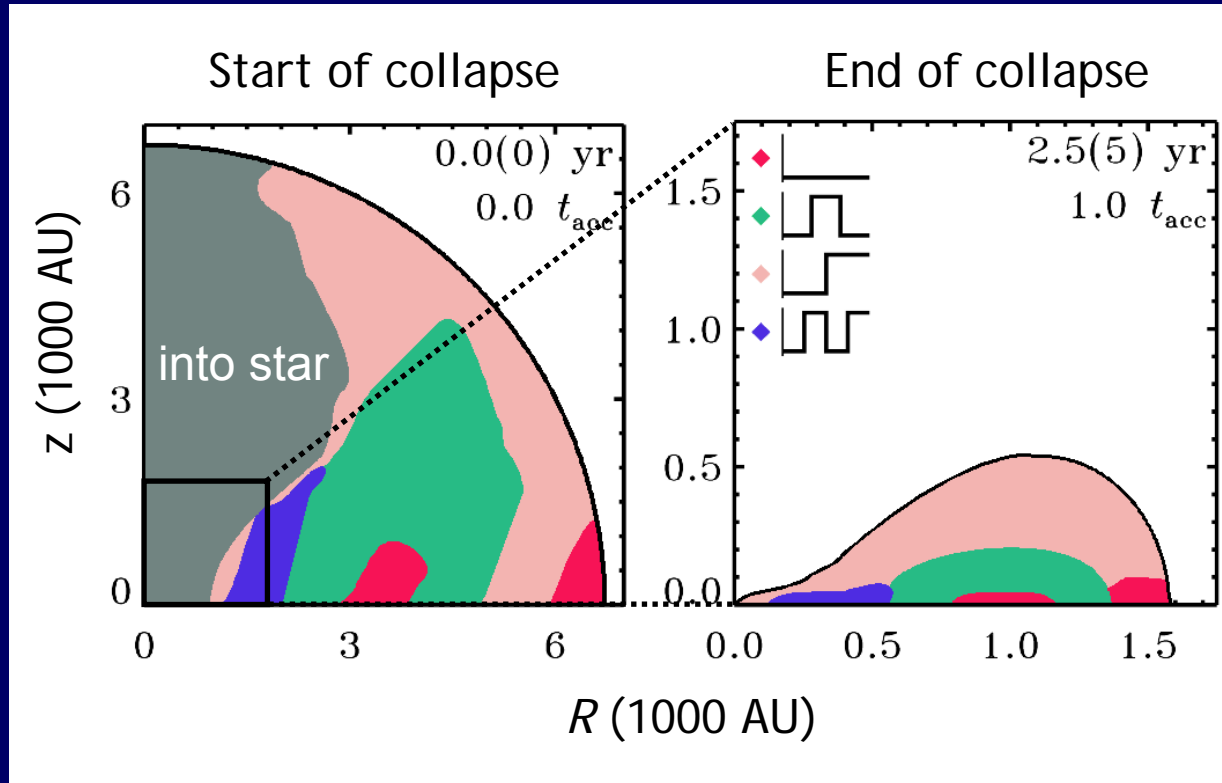 Start of collapse
End of collapse
0.0(0) yr
0.0 t_acc
into star
z (1000 AU)
6
3
0
0 3 6
2.5(5) yr
1.0 t_acc
1.5
1.0
0.5
0.0
0.0 0.5 1.0 1.5
R (1000 AU)